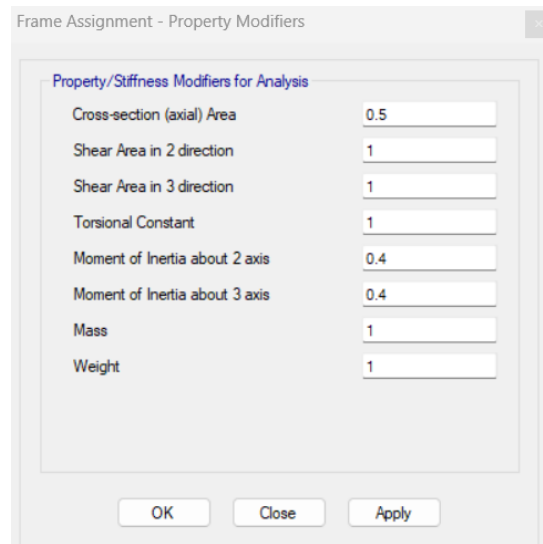 Frame Assignment - Property Modifiers
Property/Stiffness Modifiers for Analysis
Cross-section (axial) Area 0.5
Shear Area in 2 direction 1
Shear Area in 3 direction 1
Torsional Constant 1
Moment of Inertia about 2 axis 0.4
Moment of Inertia about 3 axis 0.4
Mass 1
Weight 1
OK Close Apply